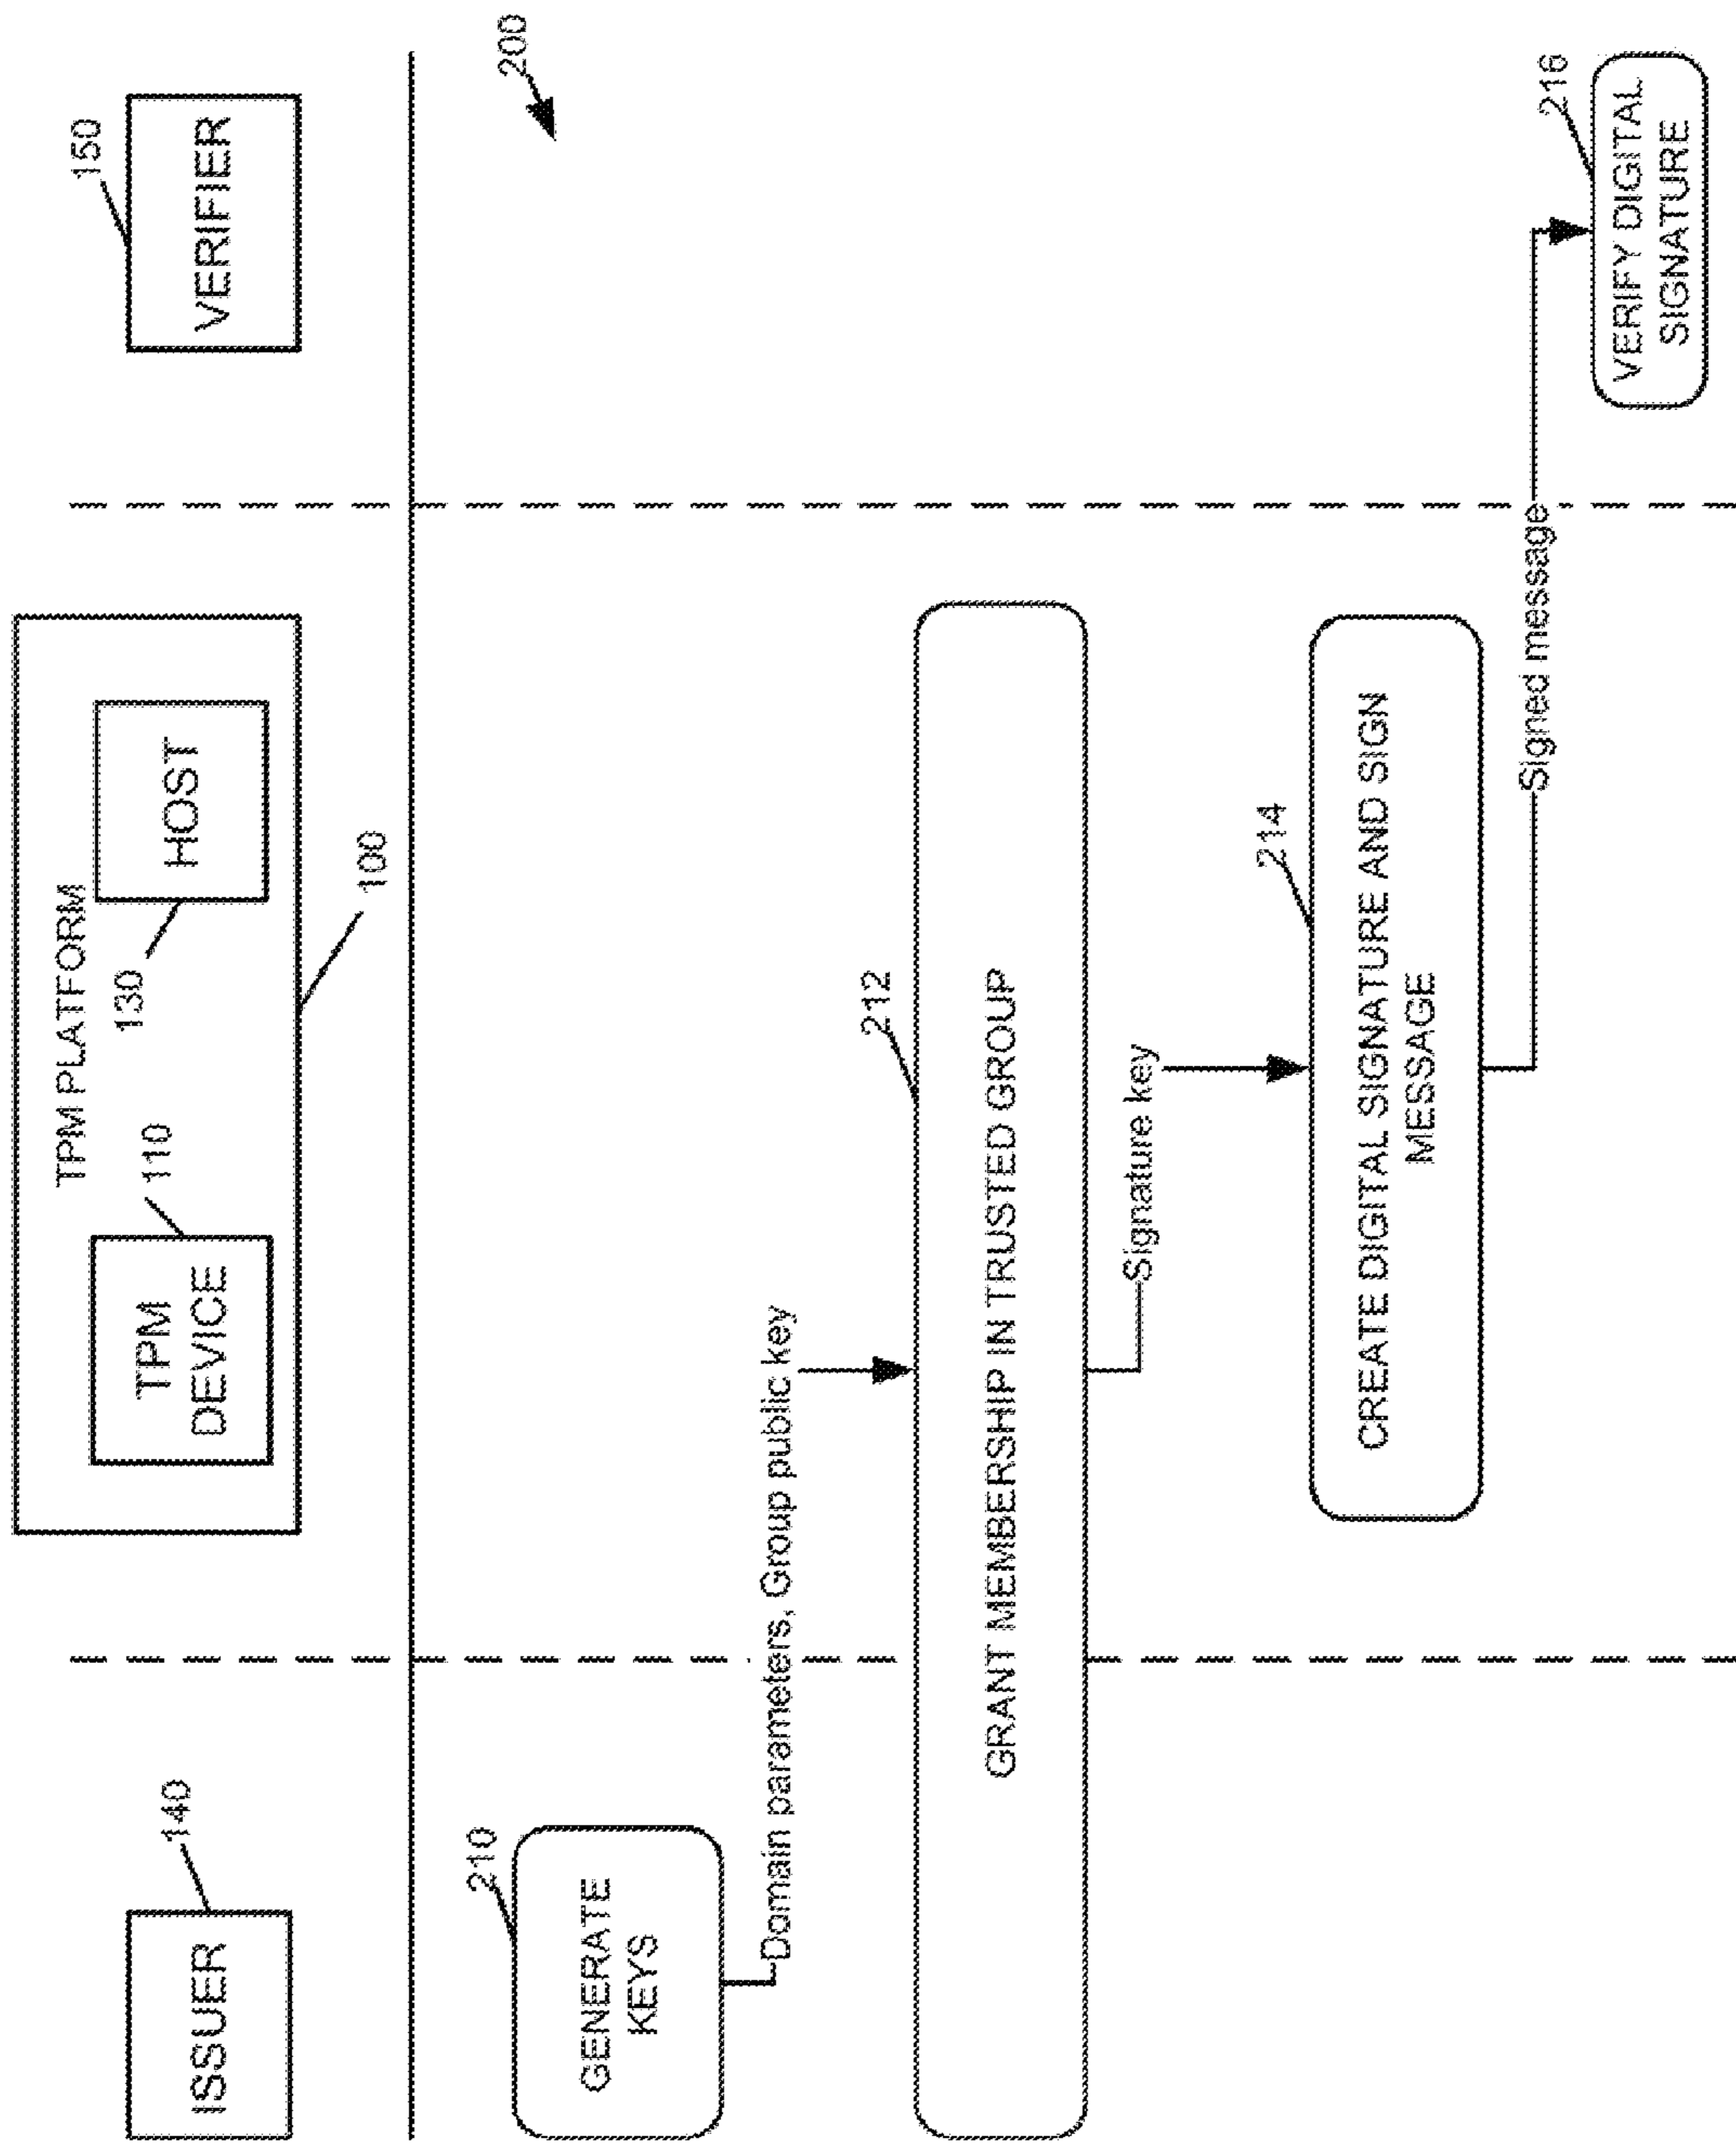 ISSUER
140
TPM PLATFORM
TPM
DEVICE
110
130
HOST
100
VERIFIER
150
200
GENERATE
KEYS
210
Domain parameters, Group public key
GRANT MEMBERSHIP IN TRUSTED GROUP
212
Signature key
214
CREATE DIGITAL SIGNATURE AND SIGN
MESSAGE
Signed message
216
VERIFY DIGITAL
SIGNATURE